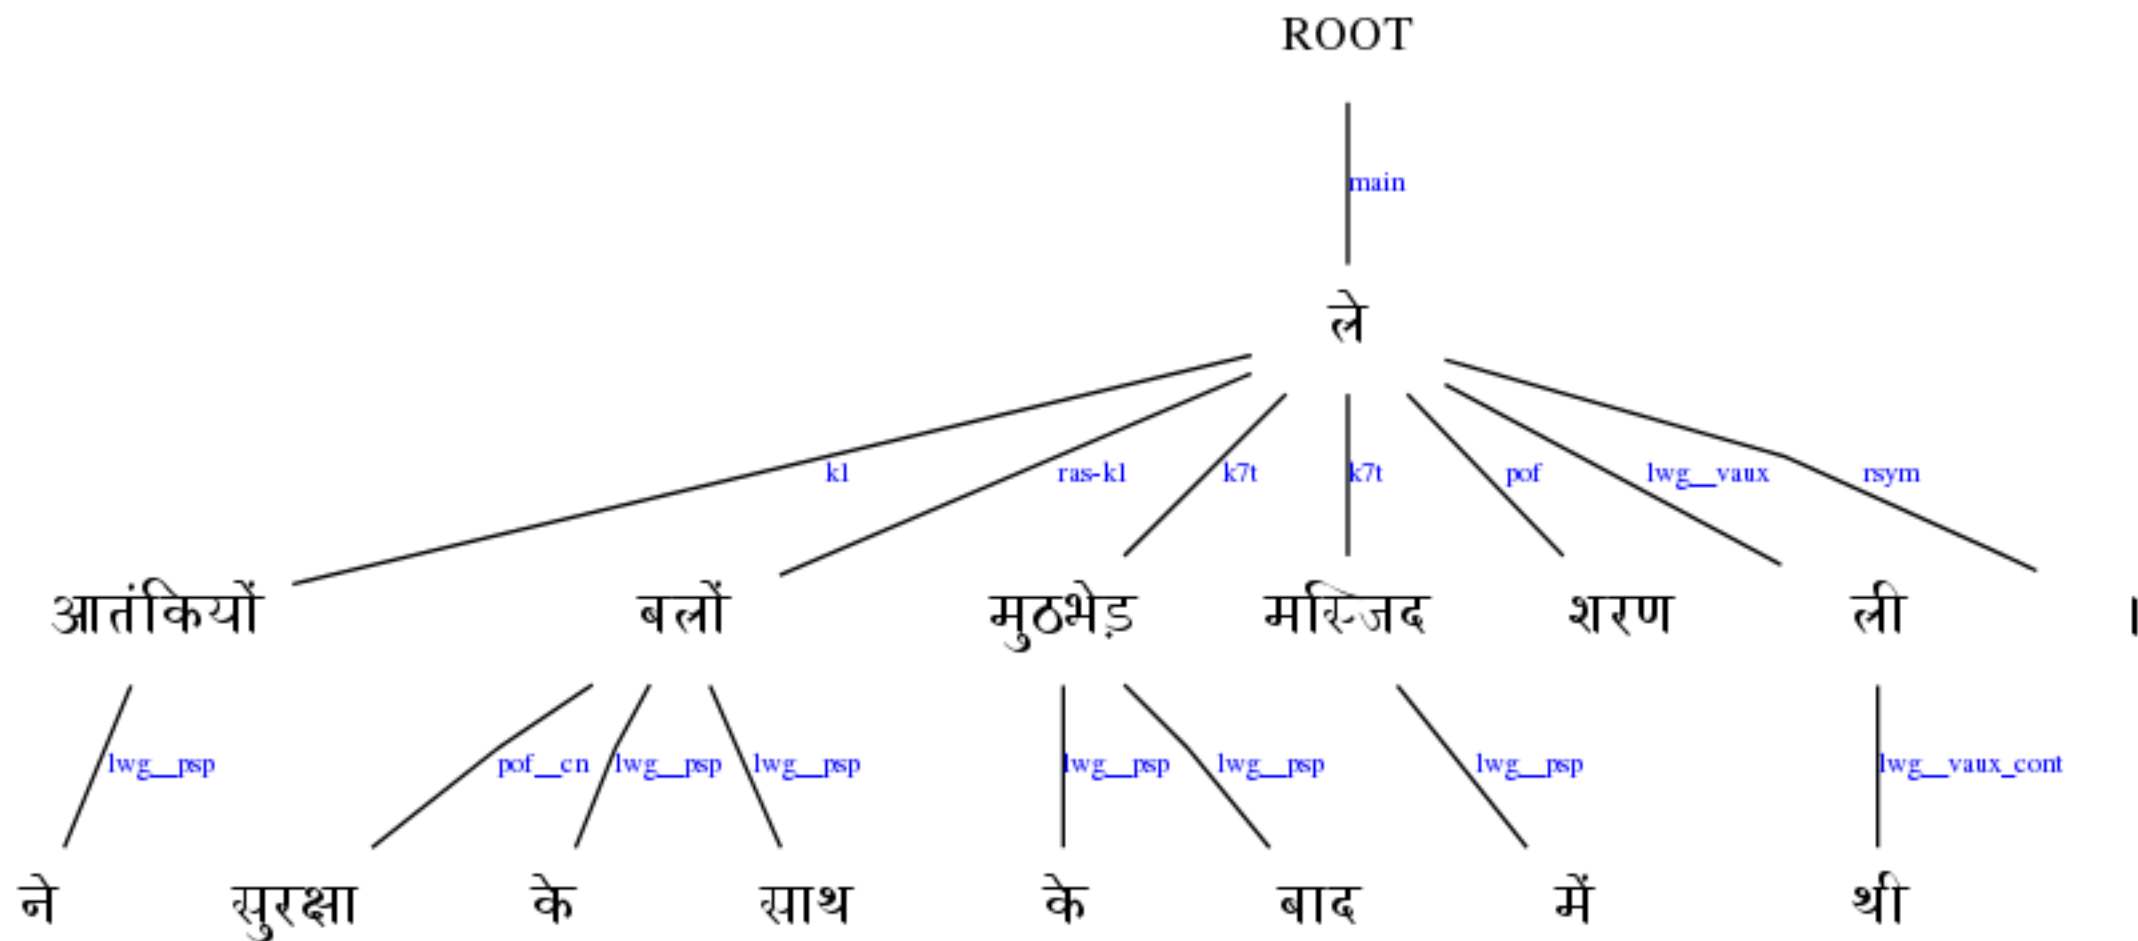 ROOT
main
ले
k1 ras-k1 k7t k7t pof lwg__vaux rsym
आतंकियों बलों मुठभेड़ मस्जिद शरण ली ।
lwg__psp pof__cn lwg__psp lwg__psp lwg__psp lwg__psp lwg__psp lwg__vaux_cont
ने सुरक्षा के साथ के बाद में थी